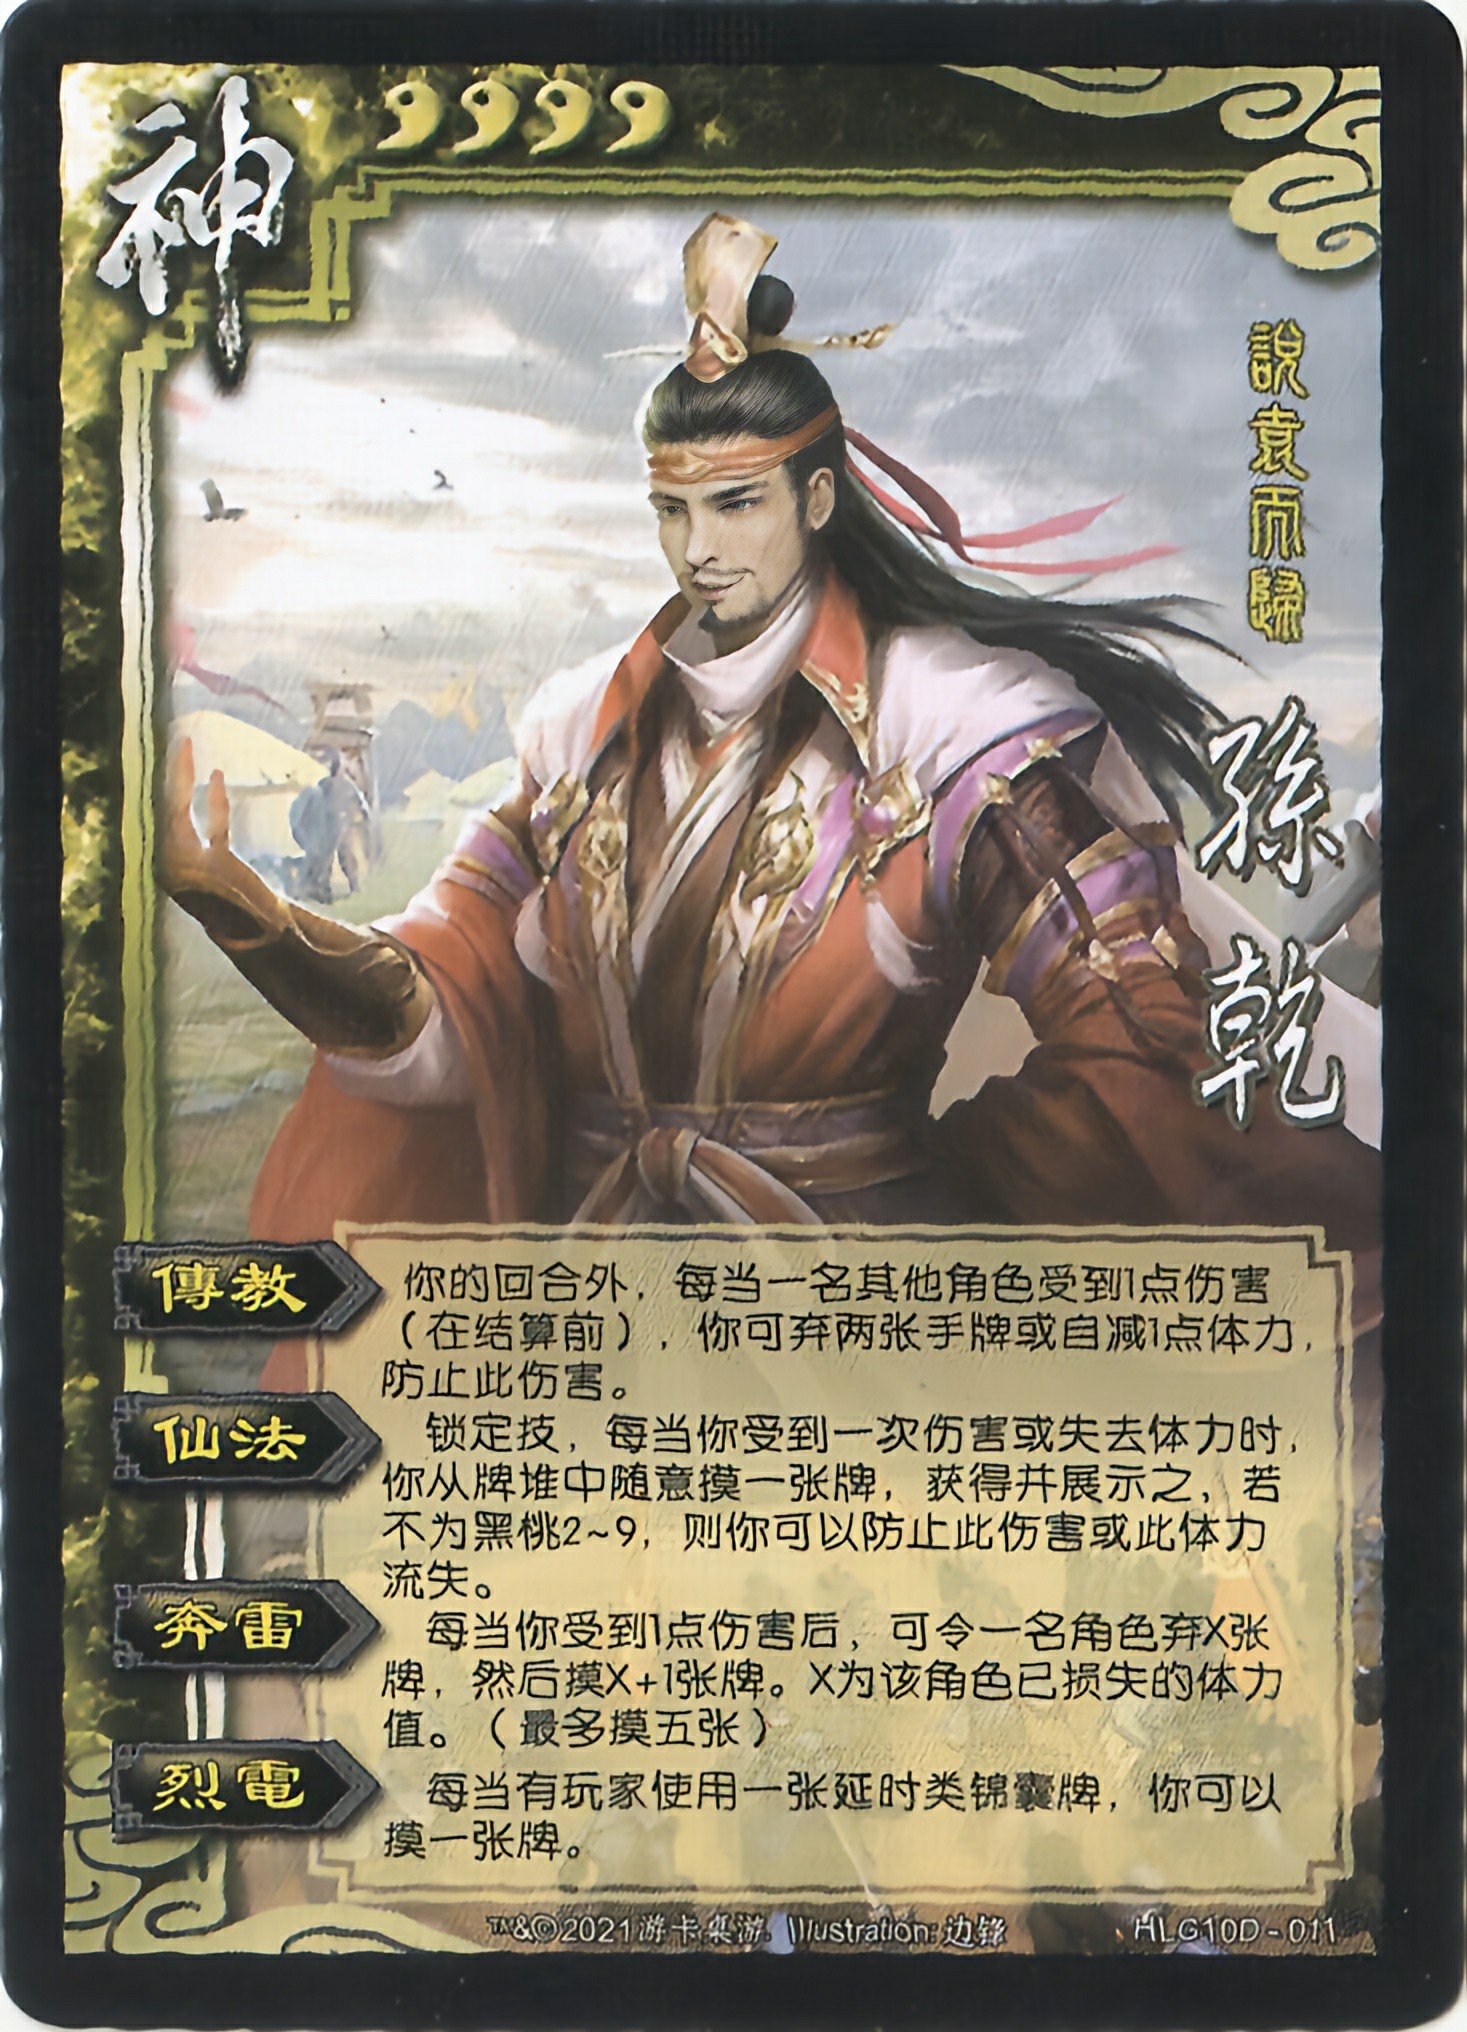 神
說袁而歸
孫乾
傳教
你的回合外，每当一名其他角色受到1点伤害
（在结算前），你可弃两张手牌或自减1点体力，
防止此伤害。
仙法
锁定技，每当你受到一次伤害或失去体力时，
你从牌堆中随意摸一张牌，获得并展示之，若
不为黑桃2~9，则你可以防止此伤害或此体力
流失。
奔雷
每当你受到1点伤害后，可令一名角色弃X张
牌，然后摸X+1张牌。X为该角色已损失的体力
值。（最多摸五张）
烈電
每当有玩家使用一张延时类锦囊牌，你可以
摸一张牌。
™&©2021游卡桌游. Illustration: 边锋
HLG10D-011